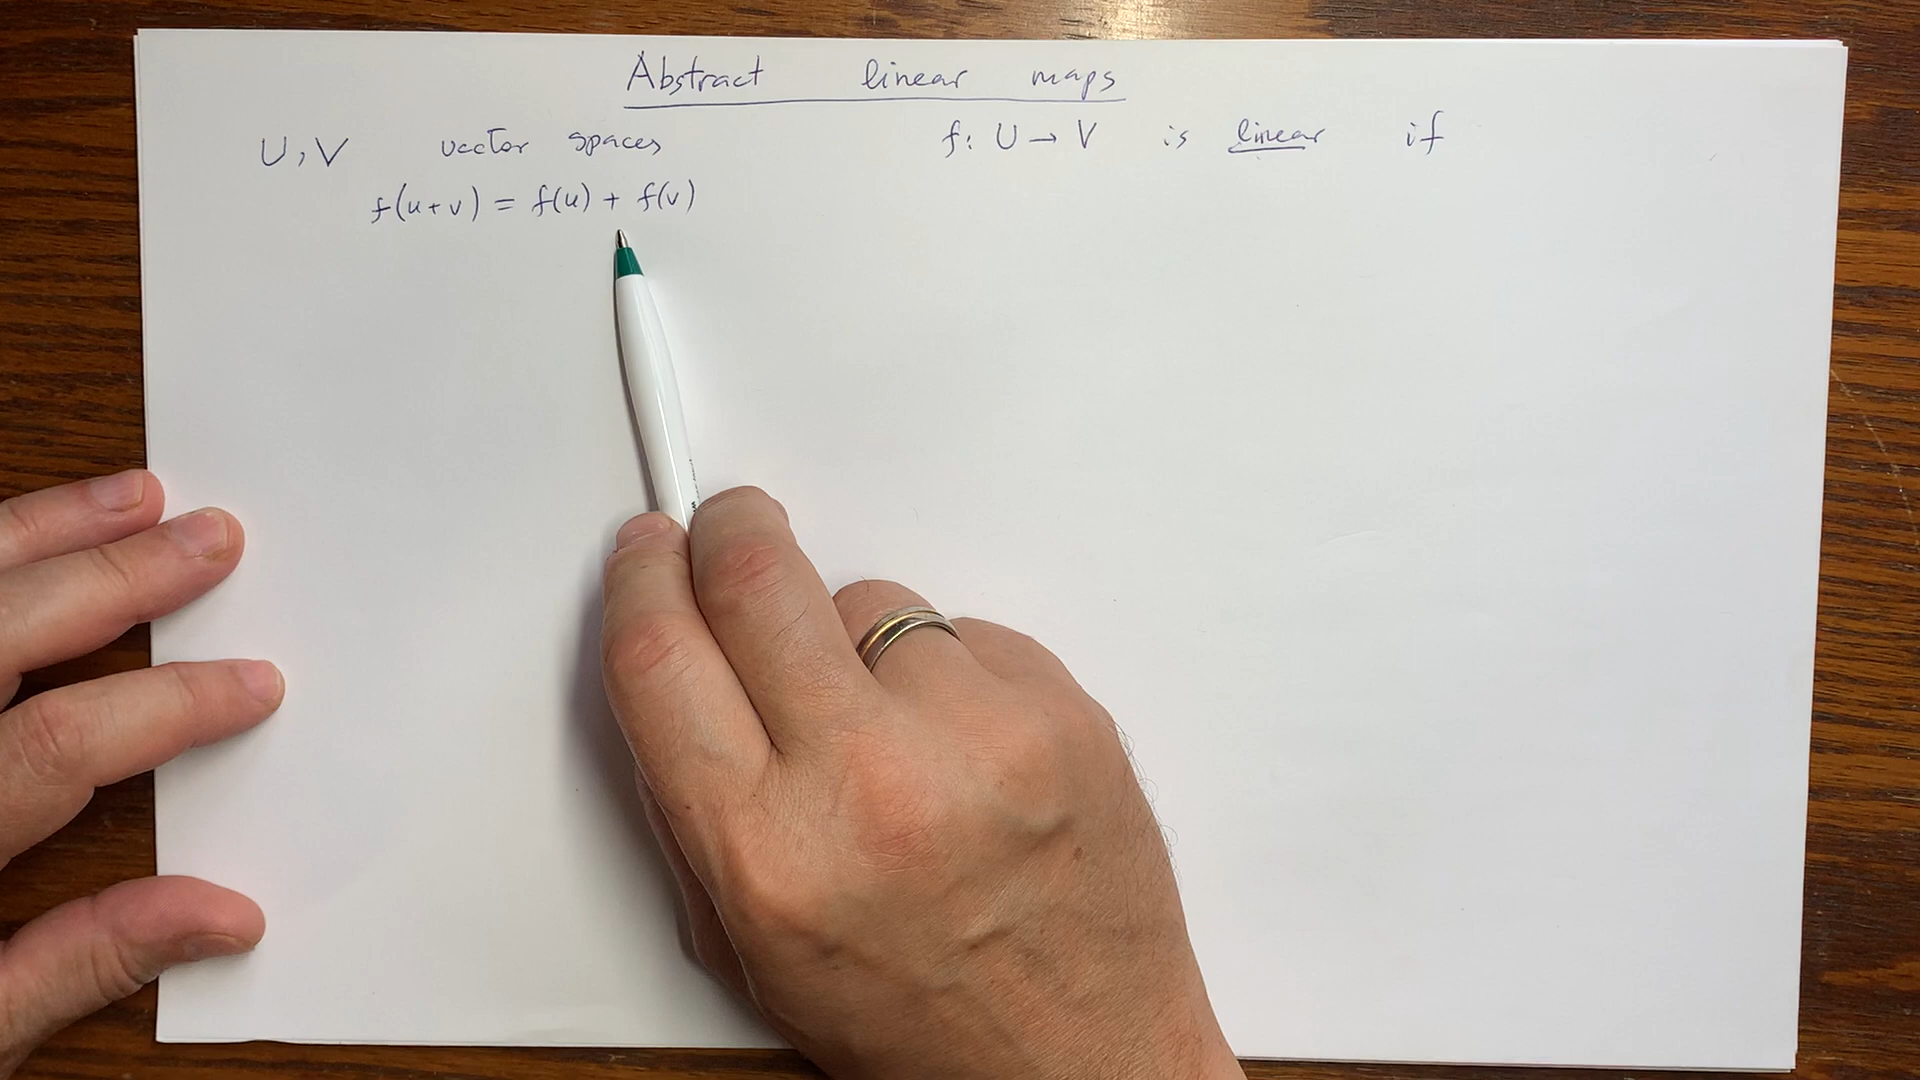 Abstract linear maps
U, V vector spaces f: U → V is linear if
f(u+v) = f(u) + f(v)